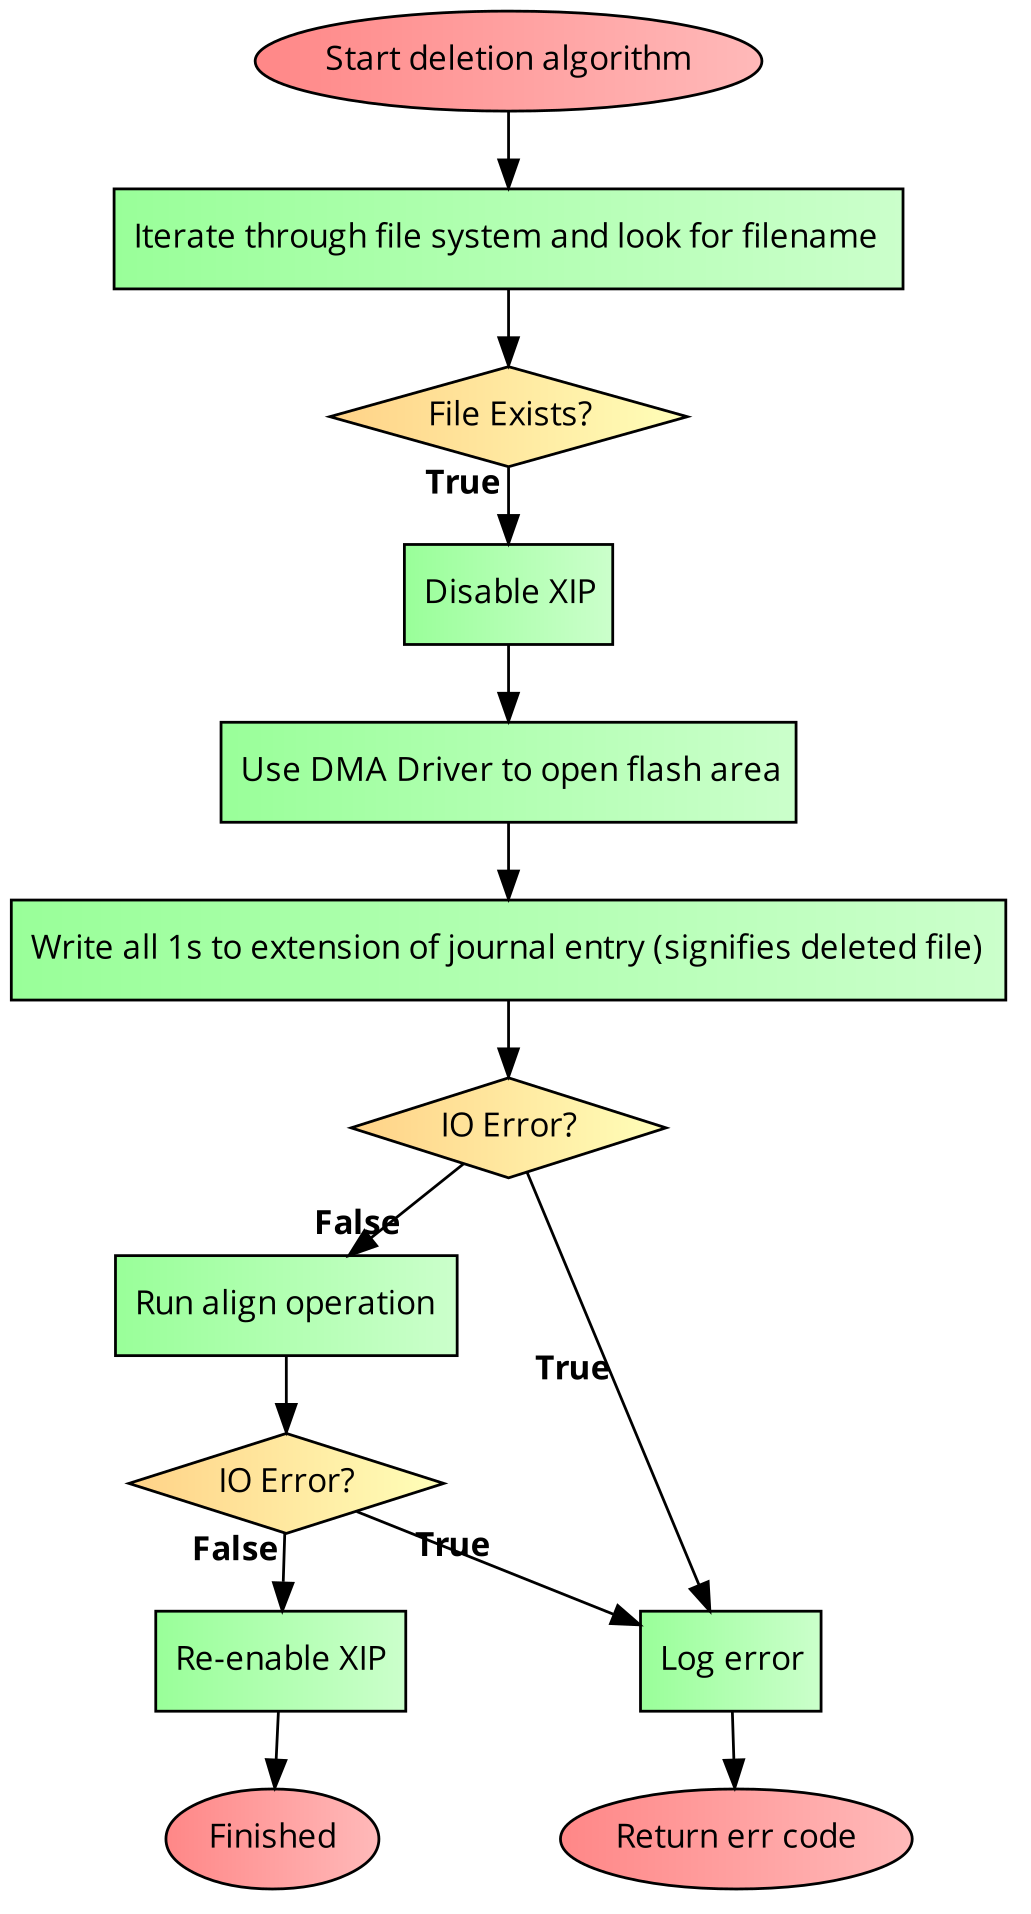 Start deletion algorithm
Iterate through file system and look for filename
File Exists?
True
Disable XIP
Use DMA Driver to open flash area
Write all 1s to extension of journal entry (signifies deleted file)
IO Error?
False
Run align operation
True
IO Error?
False
True
Re-enable XIP
Log error
Finished
Return err code